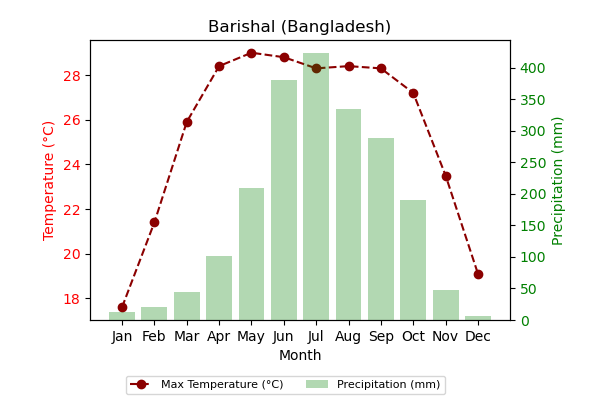 Barishal (Bangladesh)
Temperature (°C)
28
26
24
22
20
18
400
350
300
250
200
150
100
50
0
Precipitation (mm)
Jan Feb Mar Apr May Jun Jul Aug Sep Oct Nov Dec
Month
Max Temperature (°C) Precipitation (mm)